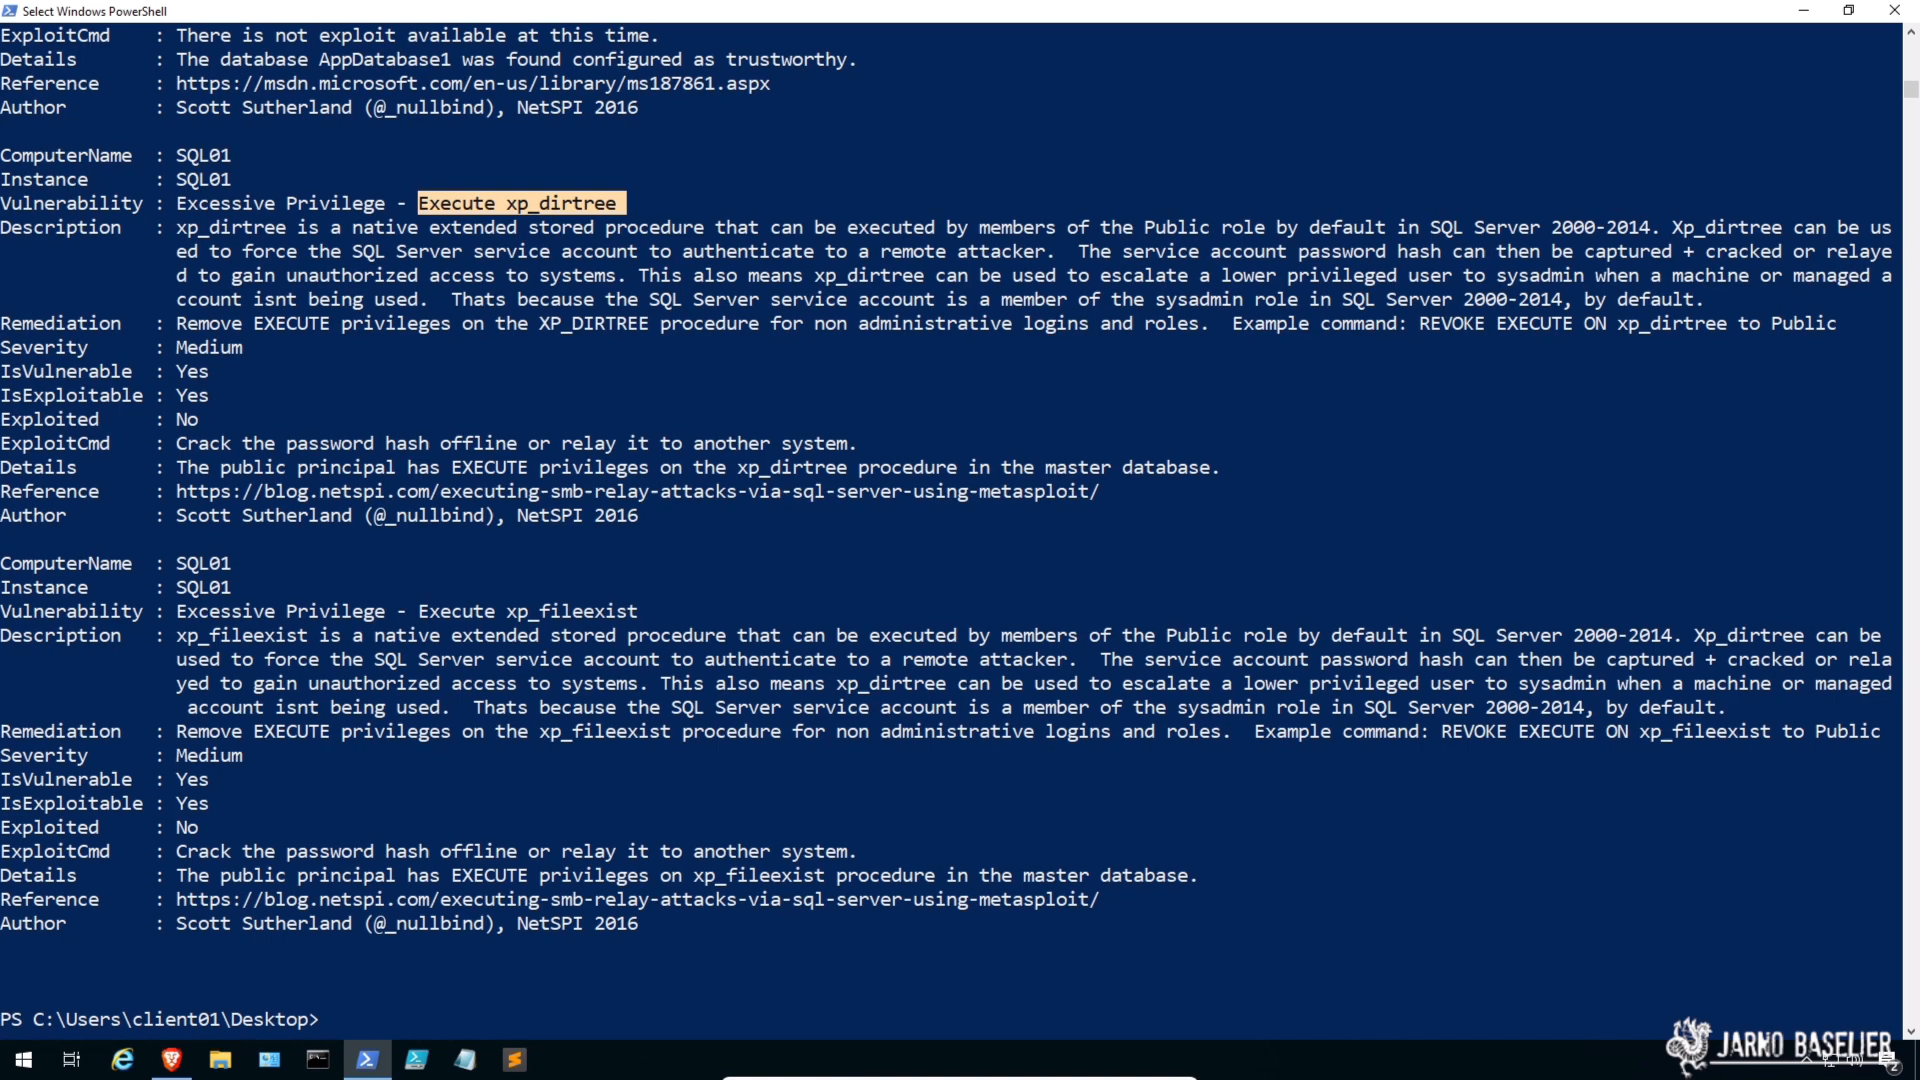 Select Windows PowerShell
ExploitCmd    : There is not exploit available at this time.
Details       : The database AppDatabase1 was found configured as trustworthy.
Reference     : https://msdn.microsoft.com/en-us/library/ms187861.aspx
Author        : Scott Sutherland (@_nullbind), NetSPI 2016
ComputerName  : SQL01
Instance      : SQL01
Vulnerability : Excessive Privilege - Execute xp_dirtree
Description   : xp_dirtree is a native extended stored procedure that can be executed by members of the Public role by default in SQL Server 2000-2014. Xp_dirtree can be us
ed to force the SQL Server service account to authenticate to a remote attacker.  The service account password hash can then be captured + cracked or relaye
d to gain unauthorized access to systems. This also means xp_dirtree can be used to escalate a lower privileged user to sysadmin when a machine or managed a
ccount isnt being used.  Thats because the SQL Server service account is a member of the sysadmin role in SQL Server 2000-2014, by default.
Remediation   : Remove EXECUTE privileges on the XP_DIRTREE procedure for non administrative logins and roles.  Example command: REVOKE EXECUTE ON xp_dirtree to Public
Severity      : Medium
IsVulnerable  : Yes
IsExploitable : Yes
Exploited     : No
ExploitCmd    : Crack the password hash offline or relay it to another system.
Details       : The public principal has EXECUTE privileges on the xp_dirtree procedure in the master database.
Reference     : https://blog.netspi.com/executing-smb-relay-attacks-via-sql-server-using-metasploit/
Author        : Scott Sutherland (@_nullbind), NetSPI 2016
ComputerName  : SQL01
Instance      : SQL01
Vulnerability : Excessive Privilege - Execute xp_fileexist
Description   : xp_fileexist is a native extended stored procedure that can be executed by members of the Public role by default in SQL Server 2000-2014. Xp_dirtree can be
used to force the SQL Server service account to authenticate to a remote attacker.  The service account password hash can then be captured + cracked or rela
yed to gain unauthorized access to systems. This also means xp_dirtree can be used to escalate a lower privileged user to sysadmin when a machine or managed
account isnt being used.  Thats because the SQL Server service account is a member of the sysadmin role in SQL Server 2000-2014, by default.
Remediation   : Remove EXECUTE privileges on the xp_fileexist procedure for non administrative logins and roles.  Example command: REVOKE EXECUTE ON xp_fileexist to Public
Severity      : Medium
IsVulnerable  : Yes
IsExploitable : Yes
Exploited     : No
ExploitCmd    : Crack the password hash offline or relay it to another system.
Details       : The public principal has EXECUTE privileges on xp_fileexist procedure in the master database.
Reference     : https://blog.netspi.com/executing-smb-relay-attacks-via-sql-server-using-metasploit/
Author        : Scott Sutherland (@_nullbind), NetSPI 2016
PS C:\Users\client01\Desktop>
JARNO BASELIER
2